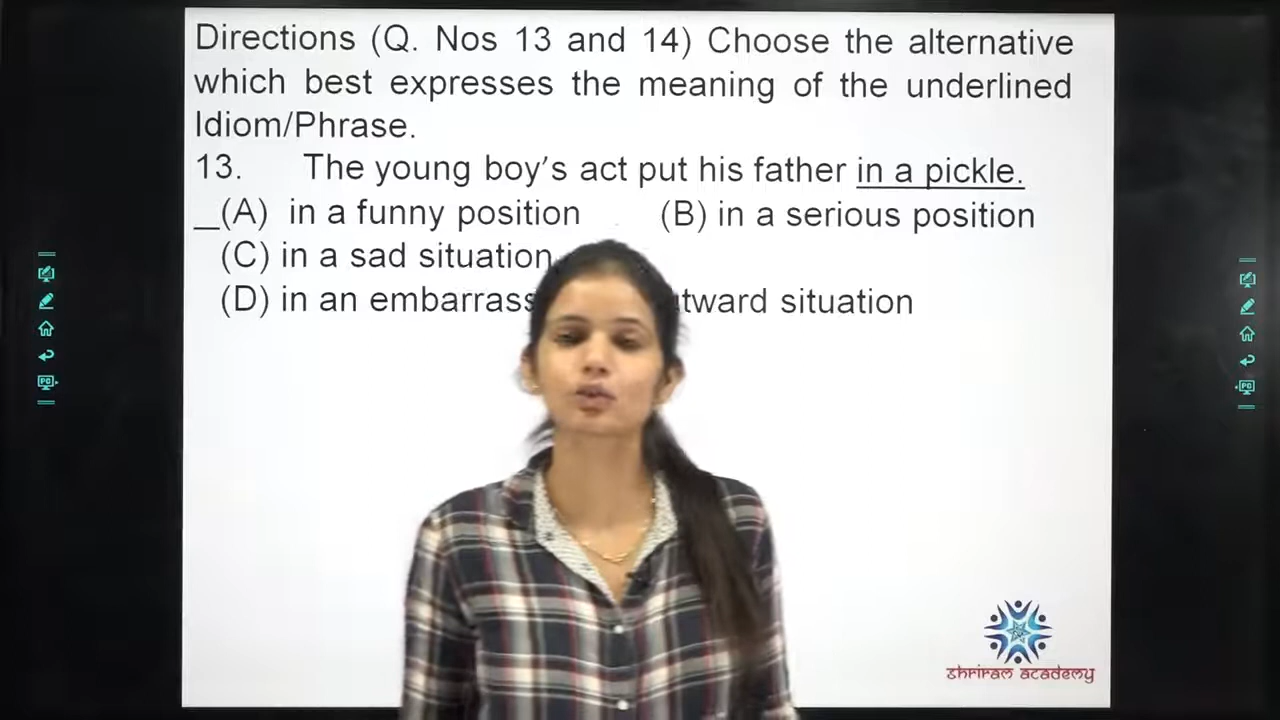 Directions (Q. Nos 13 and 14) Choose the alternative
which best expresses the meaning of the underlined
Idiom/Phrase.
13. The young boy's act put his father in a pickle.
_(A) in a funny position (B) in a serious position
(C) in a sad situation
(D) in an situation
PC PC
Shriram Academy